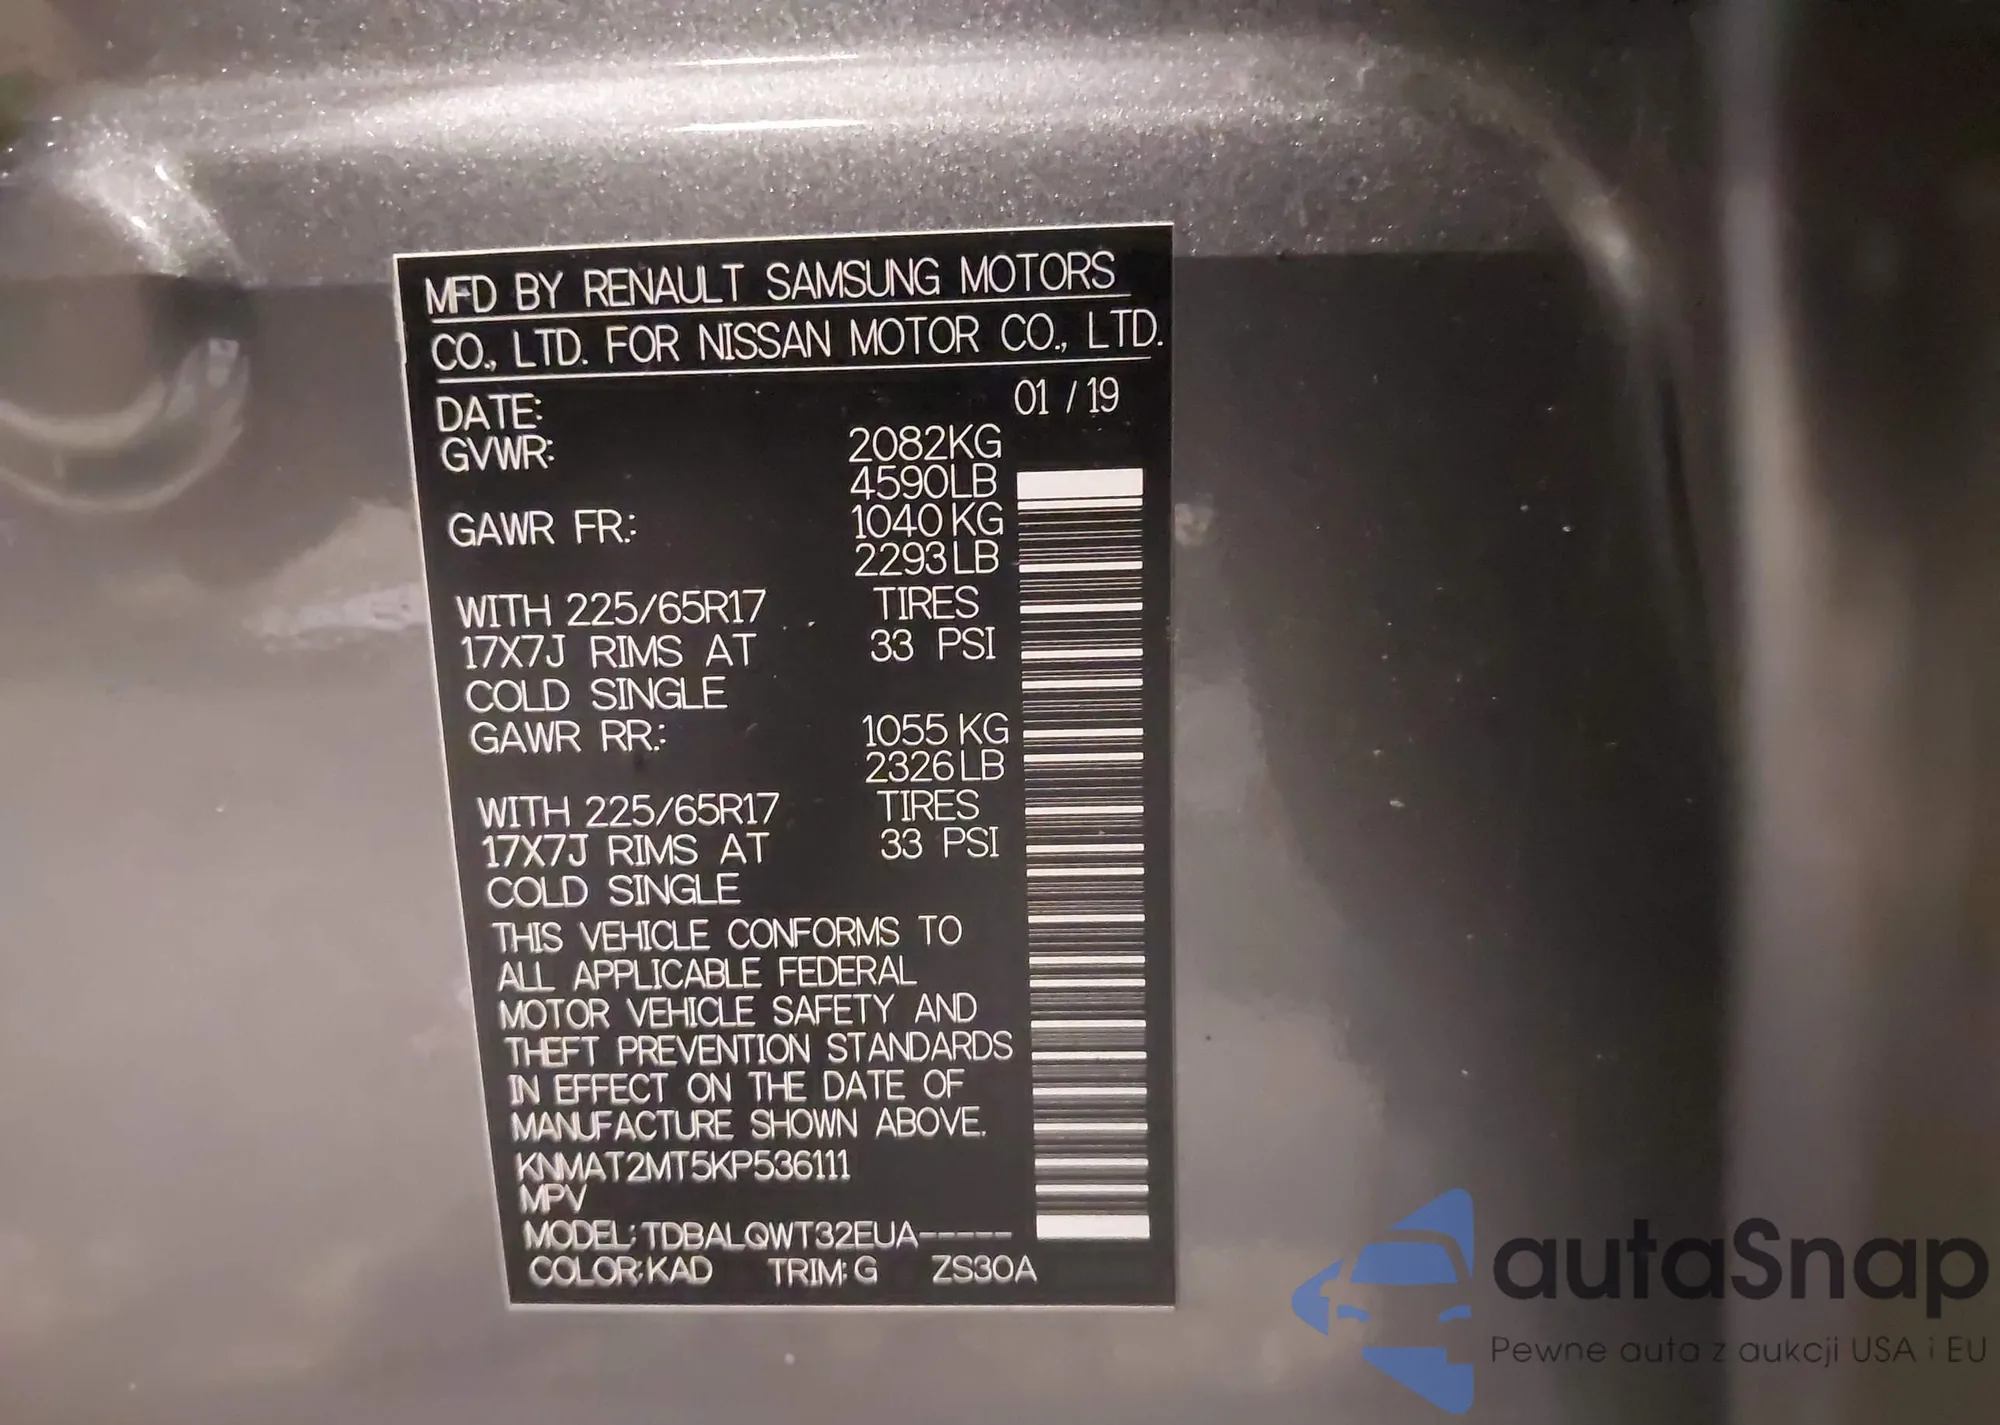 MFD BY RENAULT SAMSUNG MOTORS
CO., LTD. FOR NISSAN MOTOR CO., LTD.
DATE: 01 / 19
GVWR: 2082KG
4590LB
GAWR FR.: 1040 KG
2293LB
WITH 225/65R17 TIRES
17X7J RIMS AT 33 PSI
COLD SINGLE
GAWR RR.: 1055 KG
2326LB
WITH 225/65R17 TIRES
17X7J RIMS AT 33 PSI
COLD SINGLE
THIS VEHICLE CONFORMS TO
ALL APPLICABLE FEDERAL
MOTOR VEHICLE SAFETY AND
THEFT PREVENTION STANDARDS
IN EFFECT ON THE DATE OF
MANUFACTURE SHOWN ABOVE.
KNMAT2MT5KP536111
MPV
MODEL: TDBALQWT32EUA-----
COLOR: KAD TRIM: G ZS30A
autaSnap
Pewne auta z aukcji USA i EU